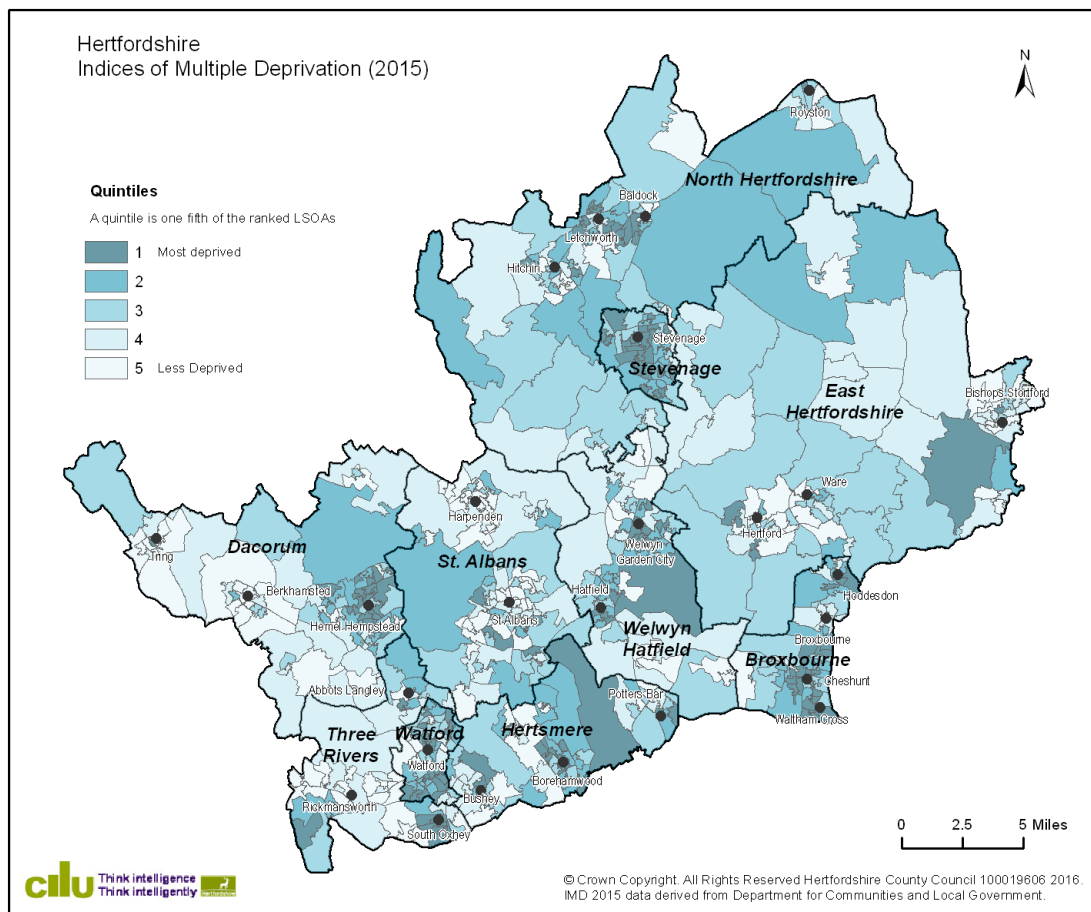 Hertfordshire
Indices of Multiple Deprivation (2015)
N
Royston
Quintiles
A quintile is one fifth of the ranked LSOAs
1 Most deprived
2
3
4
5 Less Deprived
North Hertfordshire
Baldock
Letchworth
Hitchin
Stevenage
Stevenage
East
Hertfordshire
Bishops Stortford
Ware
Hertford
Harpenden
Welwyn
Garden City
Tring
Dacorum
St. Albans
Berkhamsted
Hemel Hempstead
Hatfield
St Albans
Hoddesdon
Welwyn
Hatfield
Broxbourne
Broxbourne
Cheshunt
Abbots Langley
Potters Bar
Waltham Cross
Three
Rivers
Watford
Hertsmere
Watford
Borehamwood
Rickmansworth
Bushey
South Oxhey
0 2.5 5 Miles
cilu Think intelligence
Think intelligently
Hertfordshire
© Crown Copyright. All Rights Reserved Hertfordshire County Council 100019606 2016.
IMD 2015 data derived from Department for Communities and Local Government.